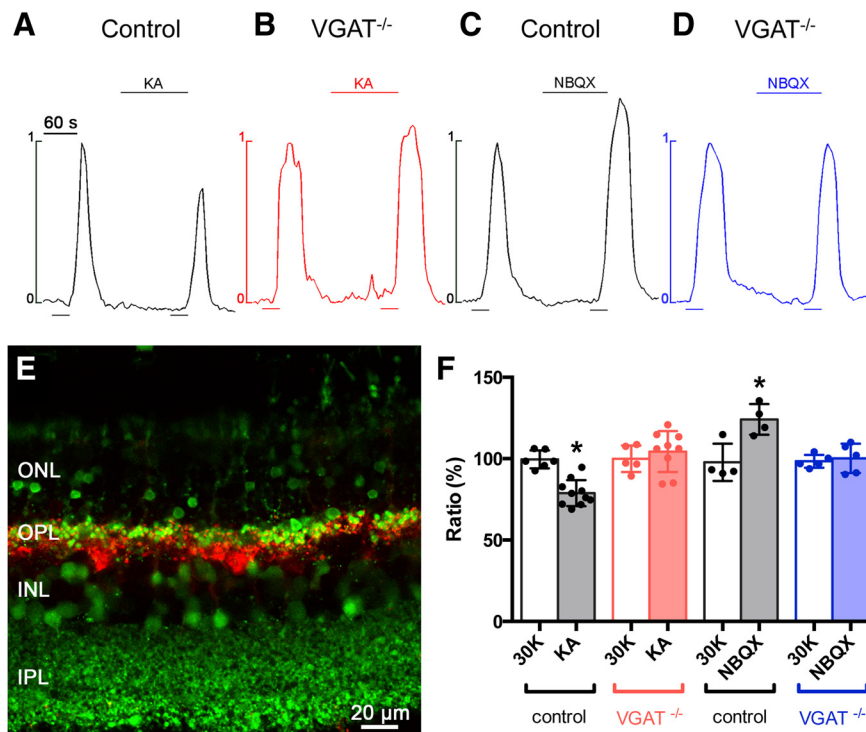 A Control B VGAT-/- C Control D VGAT-/-
KA KA NBQX NBQX
60 s
1 1 1 1
0 0 0 0
E
ONL
OPL
INL
IPL
20 µm
F
Ratio (%)
150
100
50
0
* *
30K KA 30K KA 30K NBQX 30K NBQX
control VGAT -/- control VGAT -/-